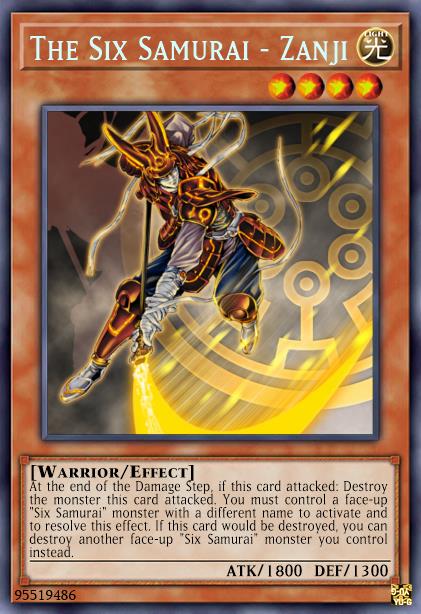 The Six Samurai - Zanji
LIGHT
光
[Warrior/Effect]
At the end of the Damage Step, if this card attacked: Destroy
the monster this card attacked. You must control a face-up
"Six Samurai" monster with a different name to activate and
to resolve this effect. If this card would be destroyed, you can
destroy another face-up "Six Samurai" monster you control
instead.
ATK/1800 DEF/1300
95519486